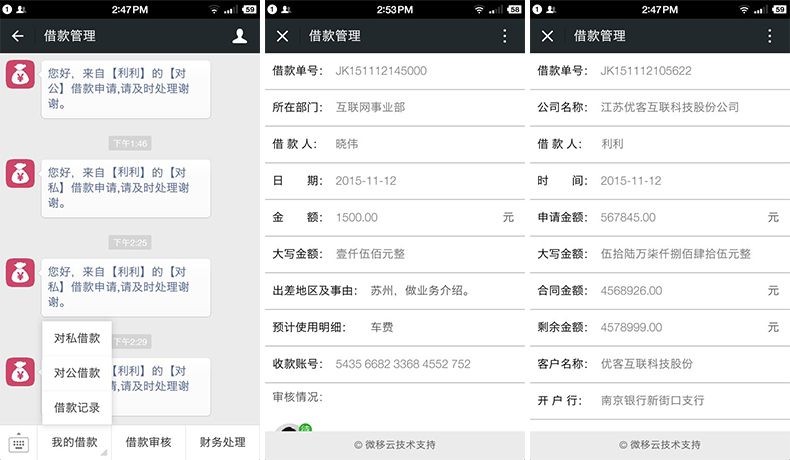 1 2:47 PM 59
借款管理
您好，来自【利利】的【对
公】借款申请,请及时处理谢
谢。
下午1:46
您好，来自【利利】的【对
私】借款申请,请及时处理谢
谢。
下午2:25
您好，来自【利利】的【对
私】借款申请,请及时处理谢
谢。
下午2:29
【利利】的【对
请,请及时处理谢
对私借款
对公借款
借款记录
我的借款 借款审核 财务处理
1 2:53 PM 58
借款管理
借款单号： JK151112145000
所在部门： 互联网事业部
借 款 人： 晓伟
日 期： 2015-11-12
金 额： 1500.00 元
大写金额： 壹仟伍佰元整
出差地区及事由： 苏州，做业务介绍。
预计使用明细： 车费
收款账号： 5435 6682 3368 4552 752
审核情况：
© 微移云技术支持
1 2:47 PM 59
借款管理
借款单号： JK151112105622
公司名称： 江苏优客互联科技股份公司
借 款 人： 利利
时 间： 2015-11-12
申请金额： 567845.00 元
大写金额： 伍拾陆万柒仟捌佰肆拾伍元整
合同金额： 4568926.00 元
剩余金额： 4578999.00 元
客户名称： 优客互联科技股份
开 户 行： 南京银行新街口支行
© 微移云技术支持